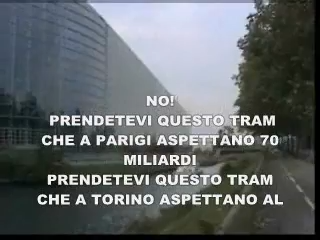 NO!
PRENDETEVI QUESTO TRAM
CHE A PARIGI ASPETTANO 70
MILIARDI
PRENDETEVI QUESTO TRAM
CHE A TORINO ASPETTANO AL